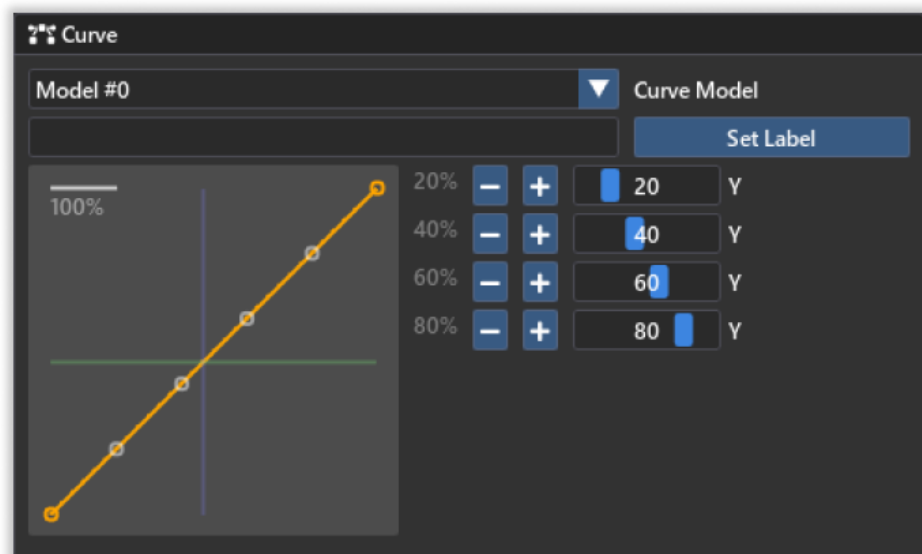 Curve
Model #0 Curve Model
Set Label
100%
20% − + 20 Y
40% − + 40 Y
60% − + 60 Y
80% − + 80 Y